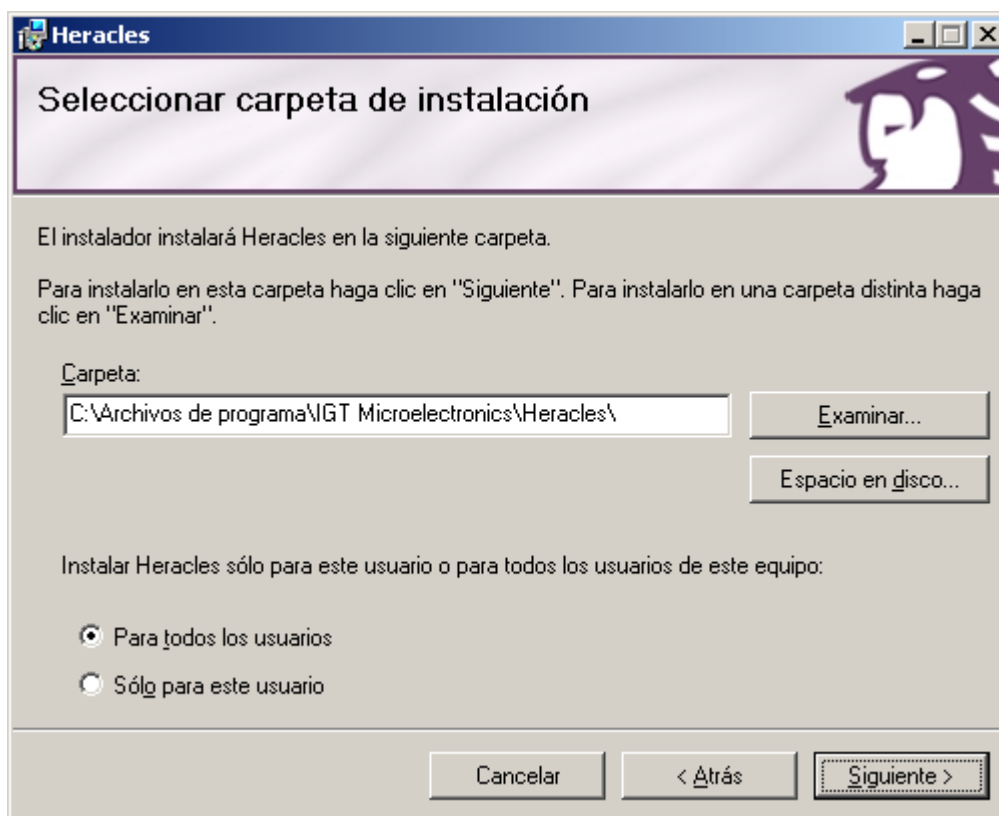 Heracles
Seleccionar carpeta de instalación
El instalador instalará Heracles en la siguiente carpeta.
Para instalarlo en esta carpeta haga clic en "Siguiente". Para instalarlo en una carpeta distinta haga
clic en "Examinar".
Carpeta:
C:\Archivos de programa\IGT Microelectronics\Heracles\
Examinar...
Espacio en disco...
Instalar Heracles sólo para este usuario o para todos los usuarios de este equipo:
Para todos los usuarios
Sólo para este usuario
Cancelar
< Atrás
Siguiente >